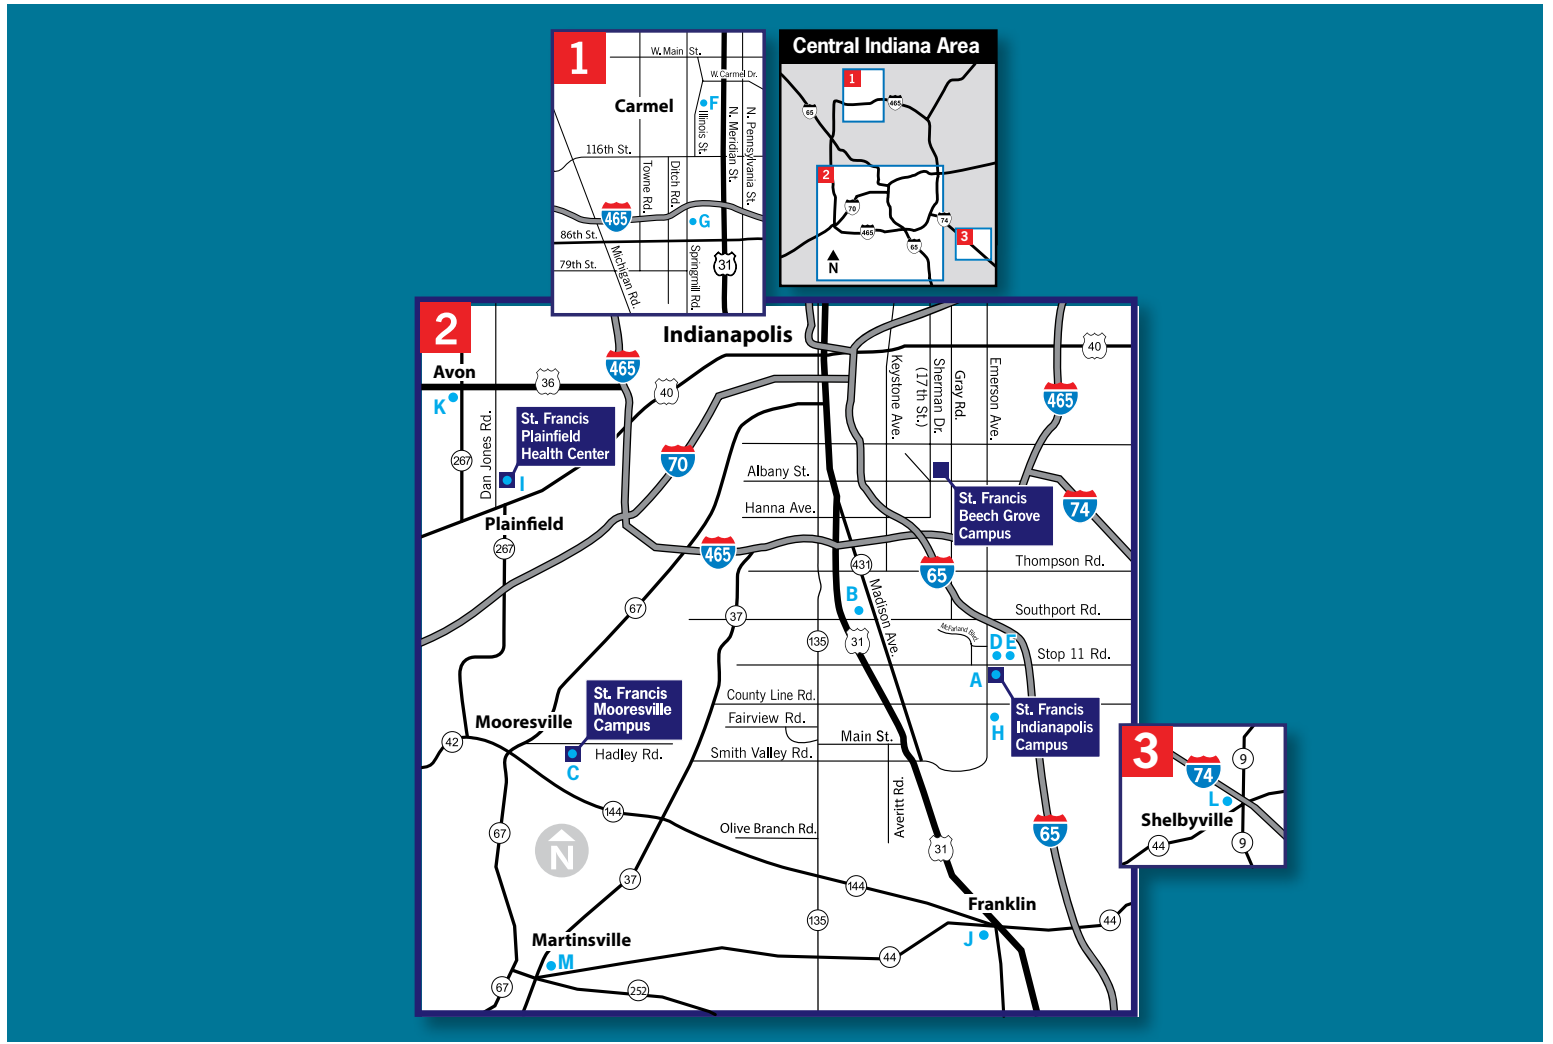 1
W. Main St.
W. Carmel Dr.
Carmel
F
Illinois St.
N. Meridian St.
N. Pennsylvania St.
116th St.
Towne Rd.
Ditch Rd.
465
G
86th St.
Michigan Rd.
Springmill Rd.
31
79th St.
Central Indiana Area
1
465
65
2
70
74
465
65
3
N
2
Indianapolis
465
40
Avon
36
40
K
Dan Jones Rd.
St. Francis
Plainfield
Health Center
I
267
70
Keystone Ave.
Sherman Dr.
(17th St.)
Gray Rd.
Emerson Ave.
465
Albany St.
Hanna Ave.
St. Francis
Beech Grove
Campus
74
Plainfield
267
465
431
65
Thompson Rd.
B
Madison Ave.
Southport Rd.
67
37
135
31
McFarland Blvd.
D E
Stop 11 Rd.
A
St. Francis
Mooresville
Campus
County Line Rd.
Fairview Rd.
St. Francis
Indianapolis
Campus
H
Mooresville
42
Hadley Rd.
C
Main St.
Smith Valley Rd.
Averitt Rd.
144
67
N
Olive Branch Rd.
31
65
37
144
135
Franklin
J
44
Martinsville
M
44
67
252
3
74
9
L
Shelbyville
44
9